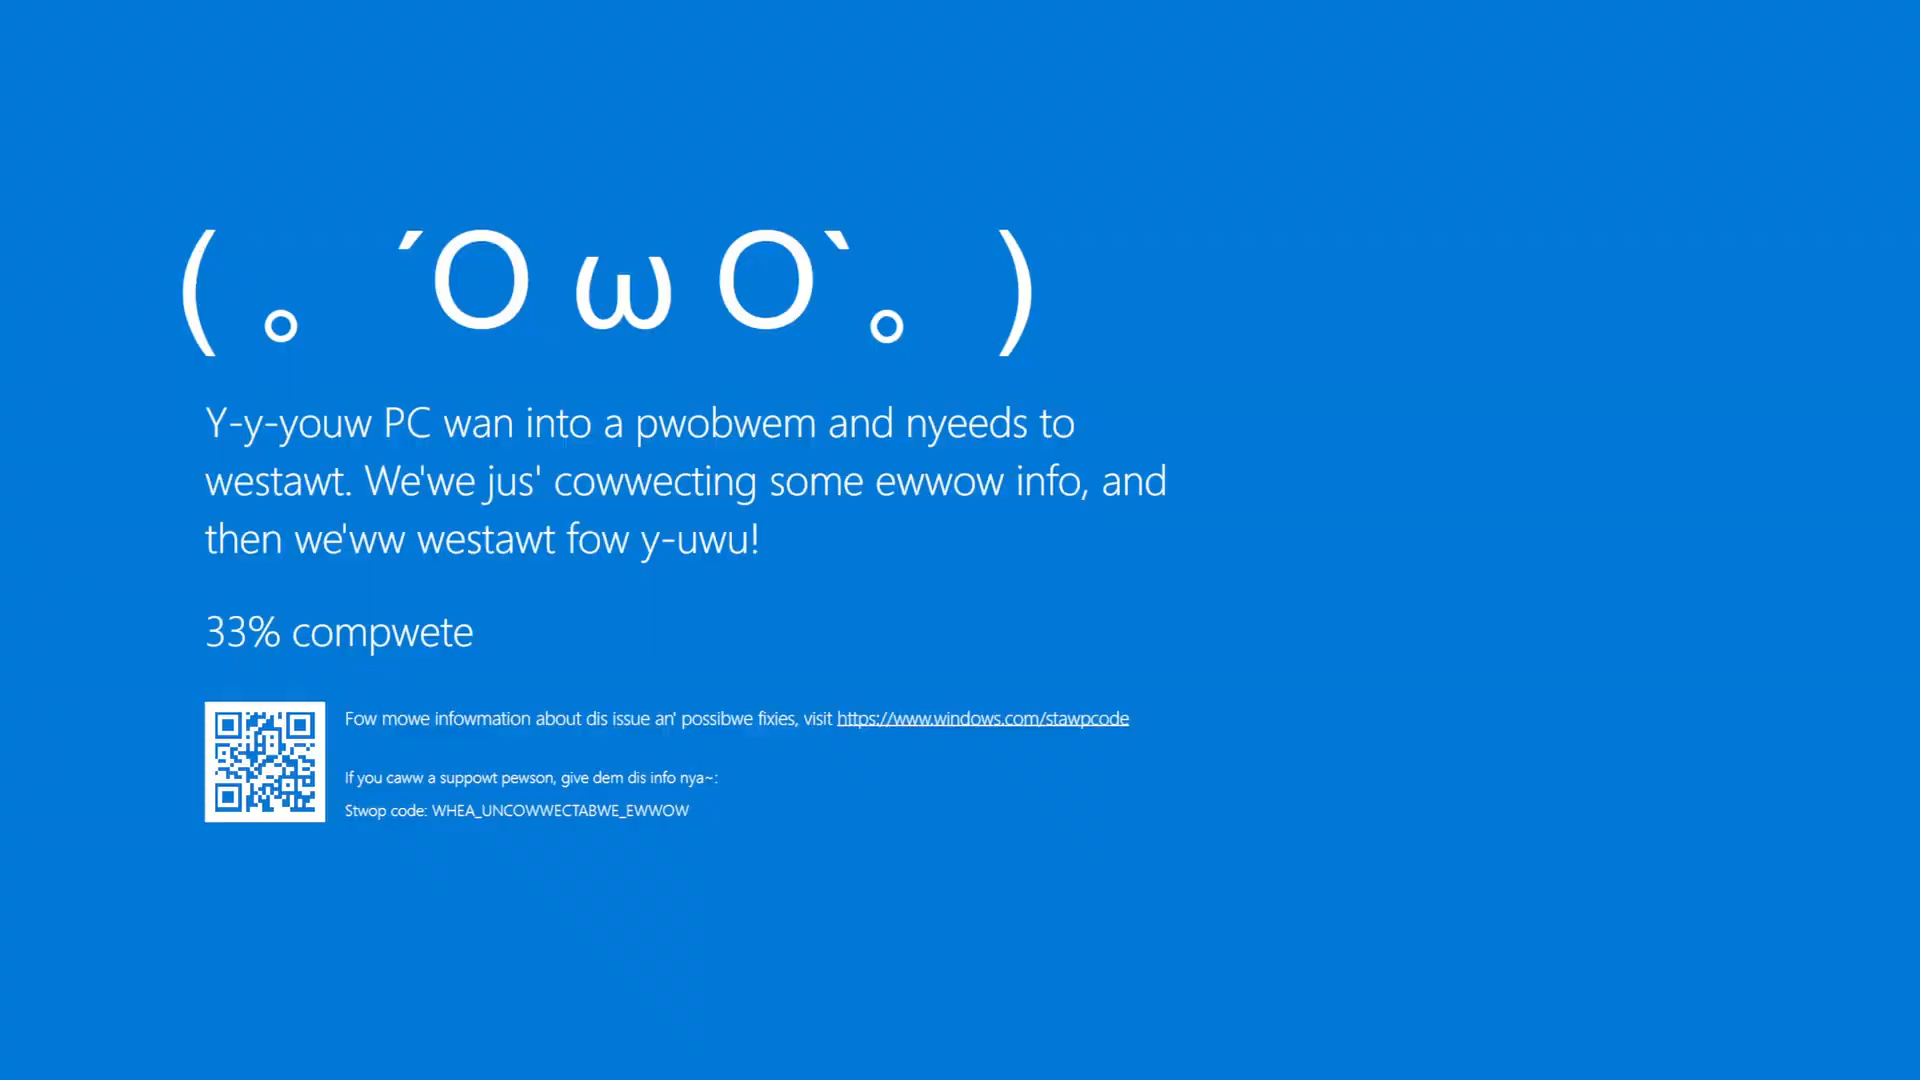 ( 。 ´O ω O`。 )
Y-y-youw PC wan into a pwobwem and nyeeds to
westawt. We'we jus' cowwecting some ewwow info, and
then we'ww westawt fow y-uwu!
33% compwete
Fow mowe infowmation about dis issue an' possibwe fixies, visit https://www.windows.com/stawpcode
If you caww a suppowt pewson, give dem dis info nya~:
Stwop code: WHEA_UNCOWWECTABWE_EWWOW